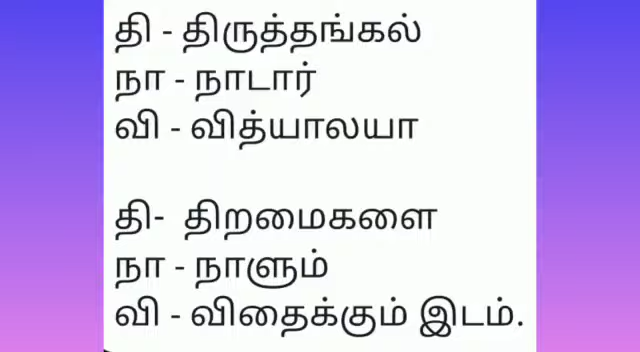 தி - திருத்தங்கல்
நா - நாடார்
வி - வித்யாலயா
தி-  திறமைகளை
நா - நாளும்
வி - விதைக்கும் இடம்.